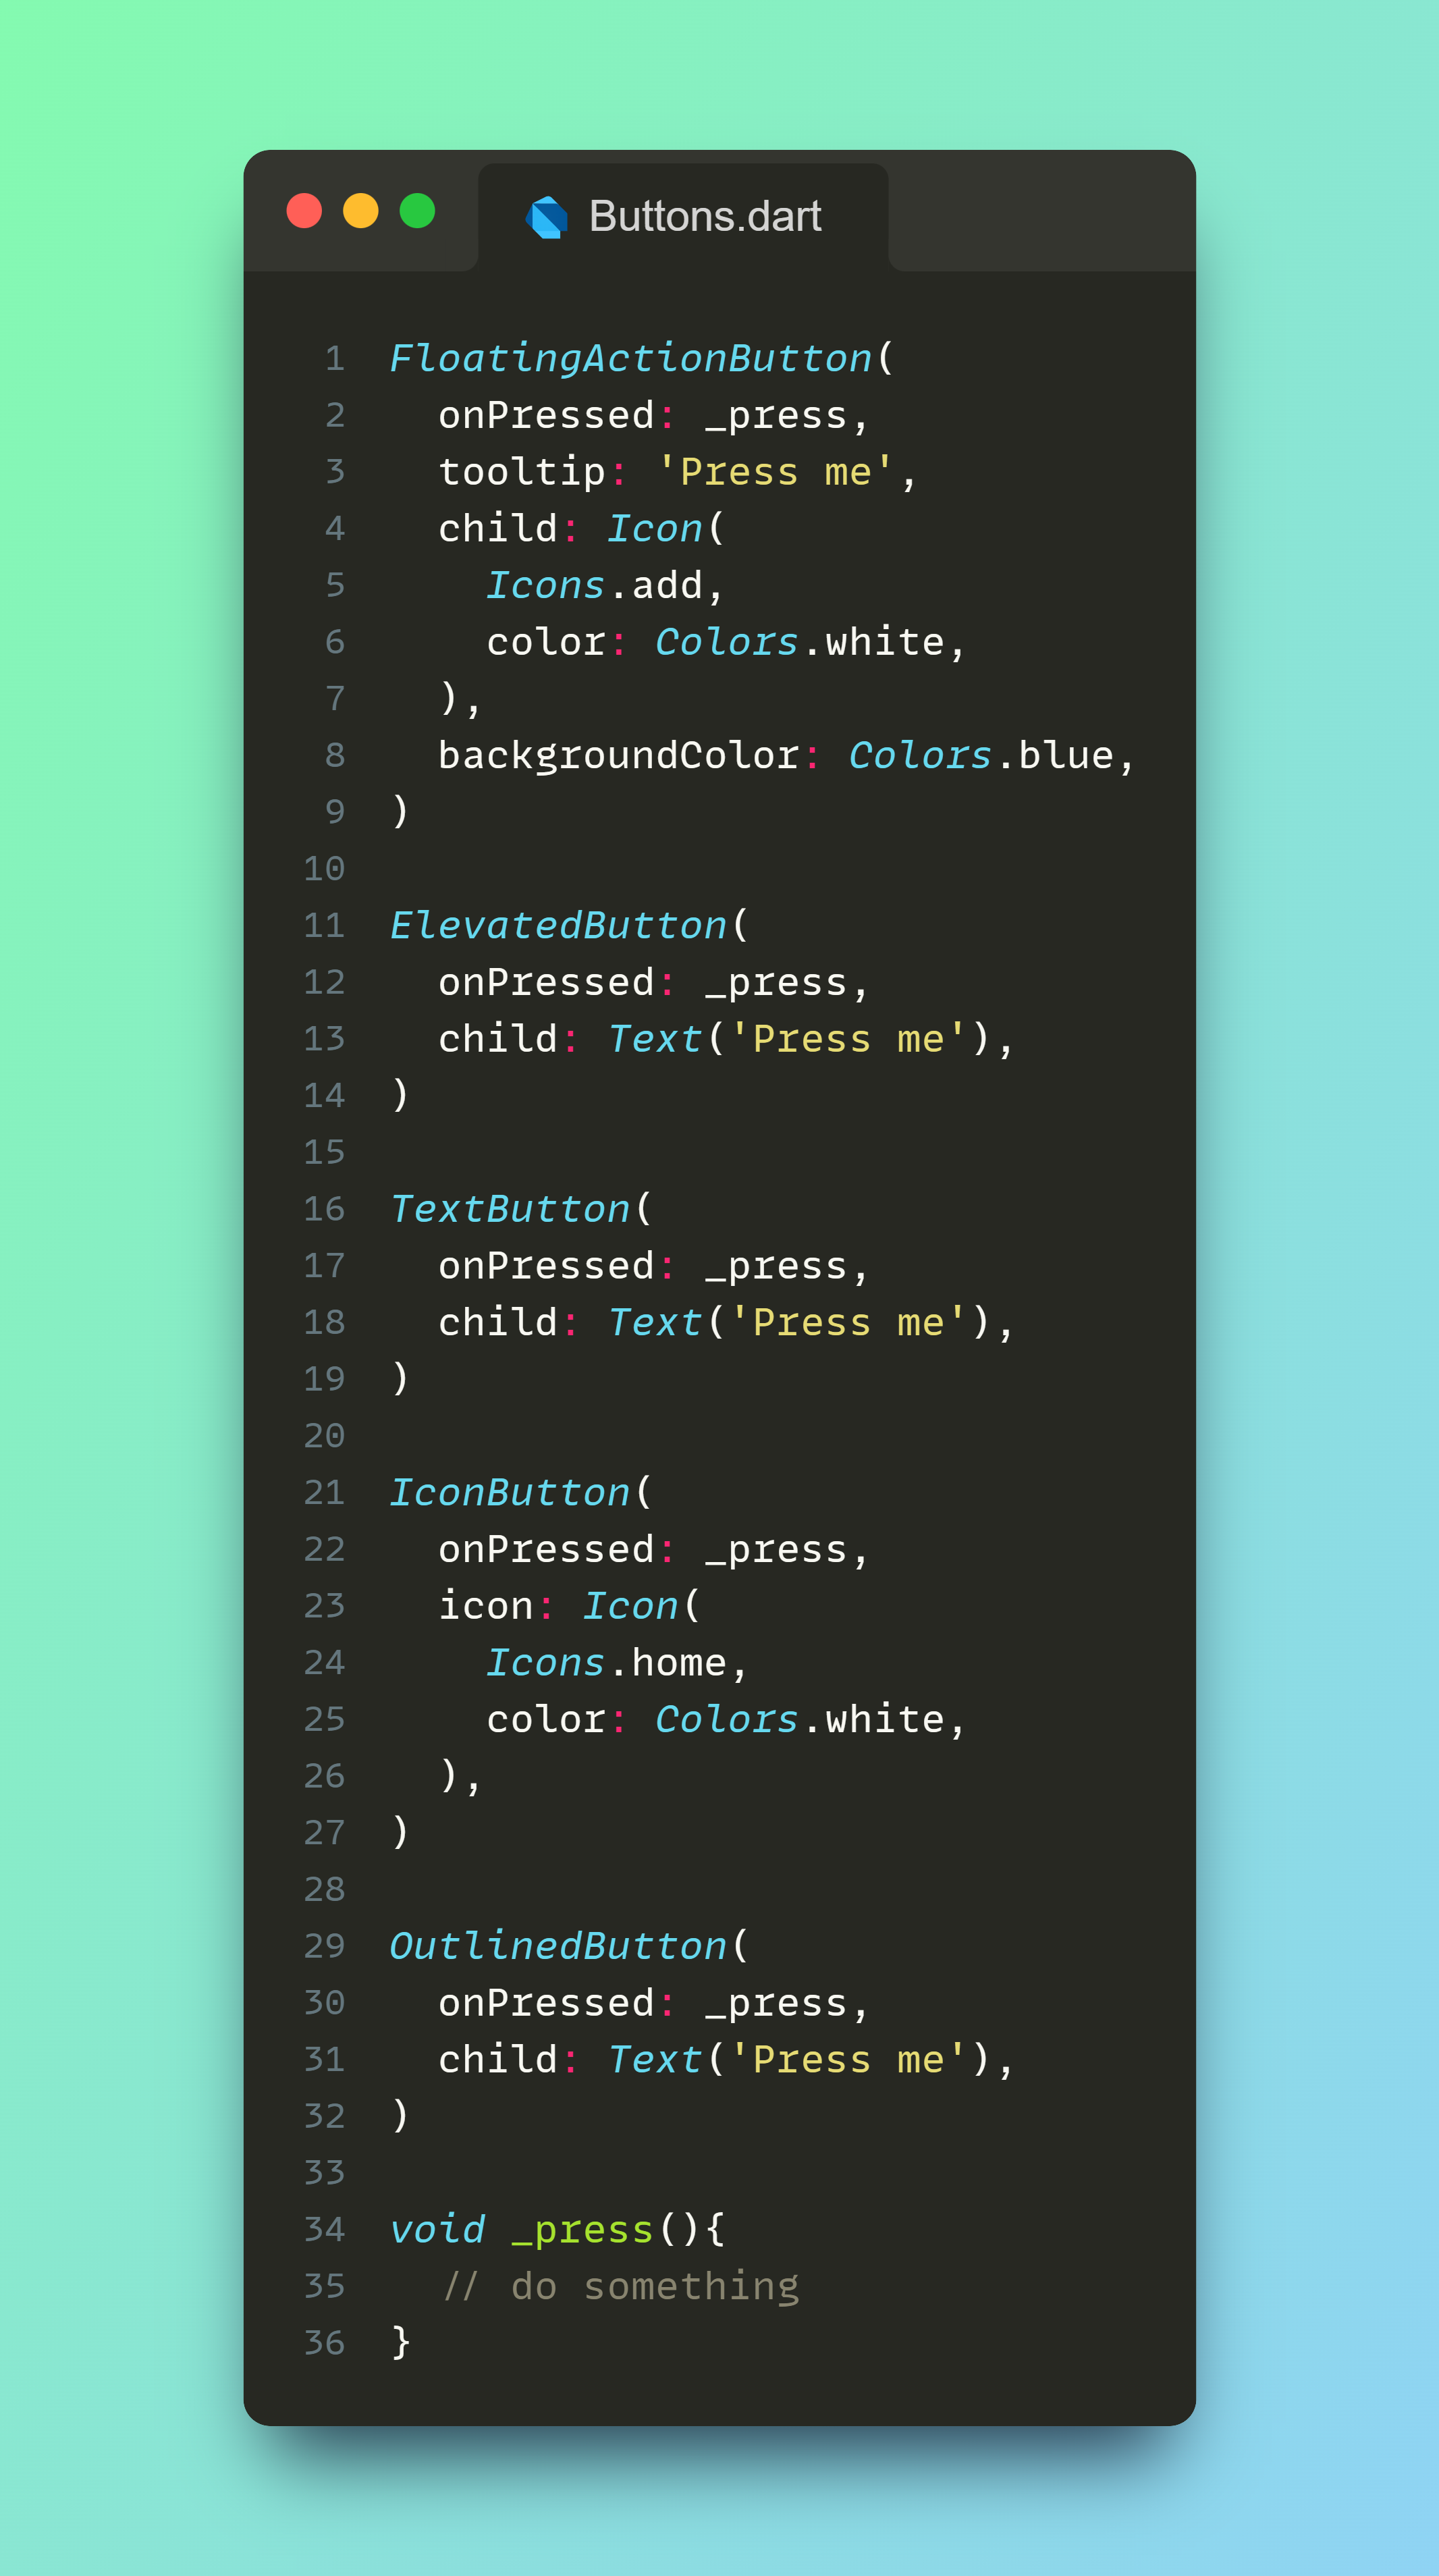 Buttons.dart
1 FloatingActionButton(
2   onPressed: _press,
3   tooltip: 'Press me',
4   child: Icon(
5     Icons.add,
6     color: Colors.white,
7   ),
8   backgroundColor: Colors.blue,
9 )
10
11 ElevatedButton(
12   onPressed: _press,
13   child: Text('Press me'),
14 )
15
16 TextButton(
17   onPressed: _press,
18   child: Text('Press me'),
19 )
20
21 IconButton(
22   onPressed: _press,
23   icon: Icon(
24     Icons.home,
25     color: Colors.white,
26   ),
27 )
28
29 OutlinedButton(
30   onPressed: _press,
31   child: Text('Press me'),
32 )
33
34 void _press(){
35   // do something
36 }